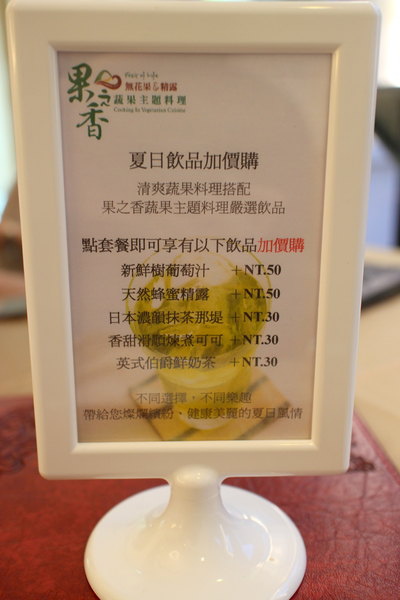 果之香
Voice of Life
無花果&精露
蔬果主題料理
Cooking In Vegetarian Cuisine
夏日飲品加價購
清爽蔬果料理搭配
果之香蔬果主題料理嚴選飲品
點套餐即可享有以下飲品加價購
新鮮樹葡萄汁 +NT.50
天然蜂蜜精露 +NT.50
日本濃韻抹茶那堤 +NT.30
香甜滑順煉煮可可 +NT.30
英式伯爵鮮奶茶 +NT.30
不同選擇,不同樂趣
帶給您燦爛繽紛、健康美麗的夏日風情